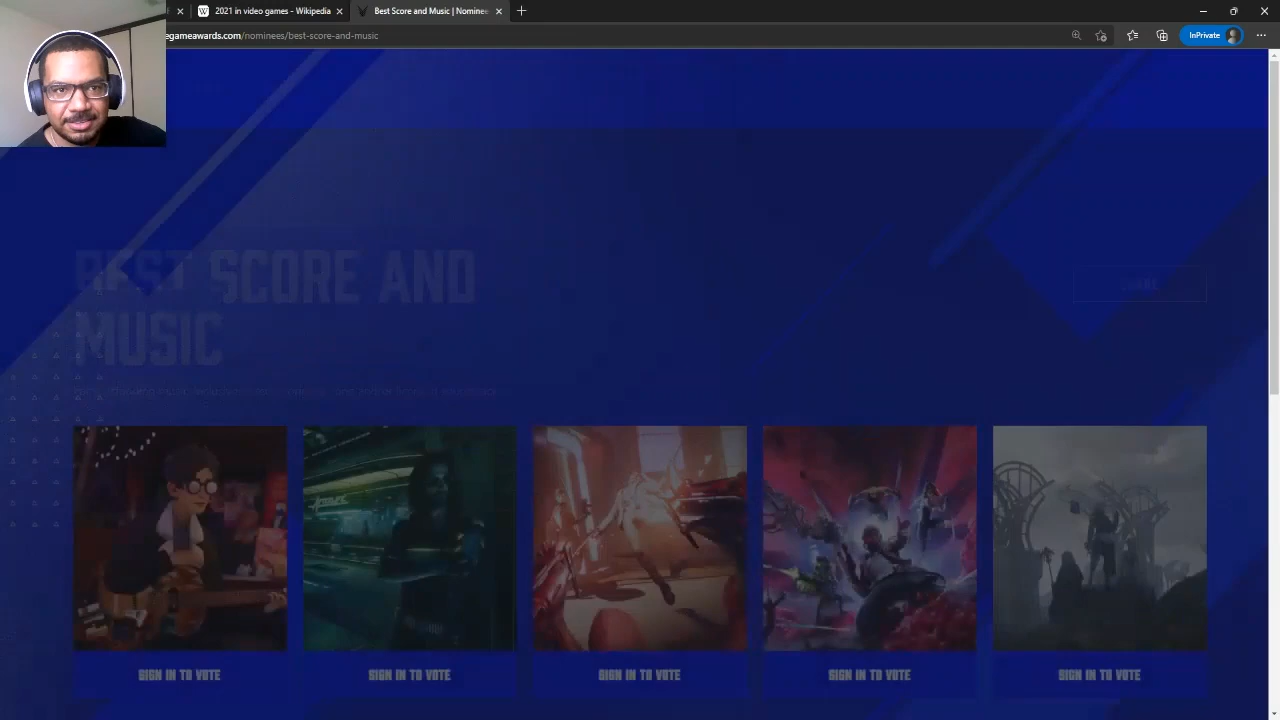 2021 in video games - Wikipedia
Best Score and Music | Nominee
egameawards.com/nominees/best-score-and-music
InPrivate
BEST SCORE AND
MUSIC
SIGN IN TO VOTE
SIGN IN TO VOTE
SIGN IN TO VOTE
SIGN IN TO VOTE
SIGN IN TO VOTE